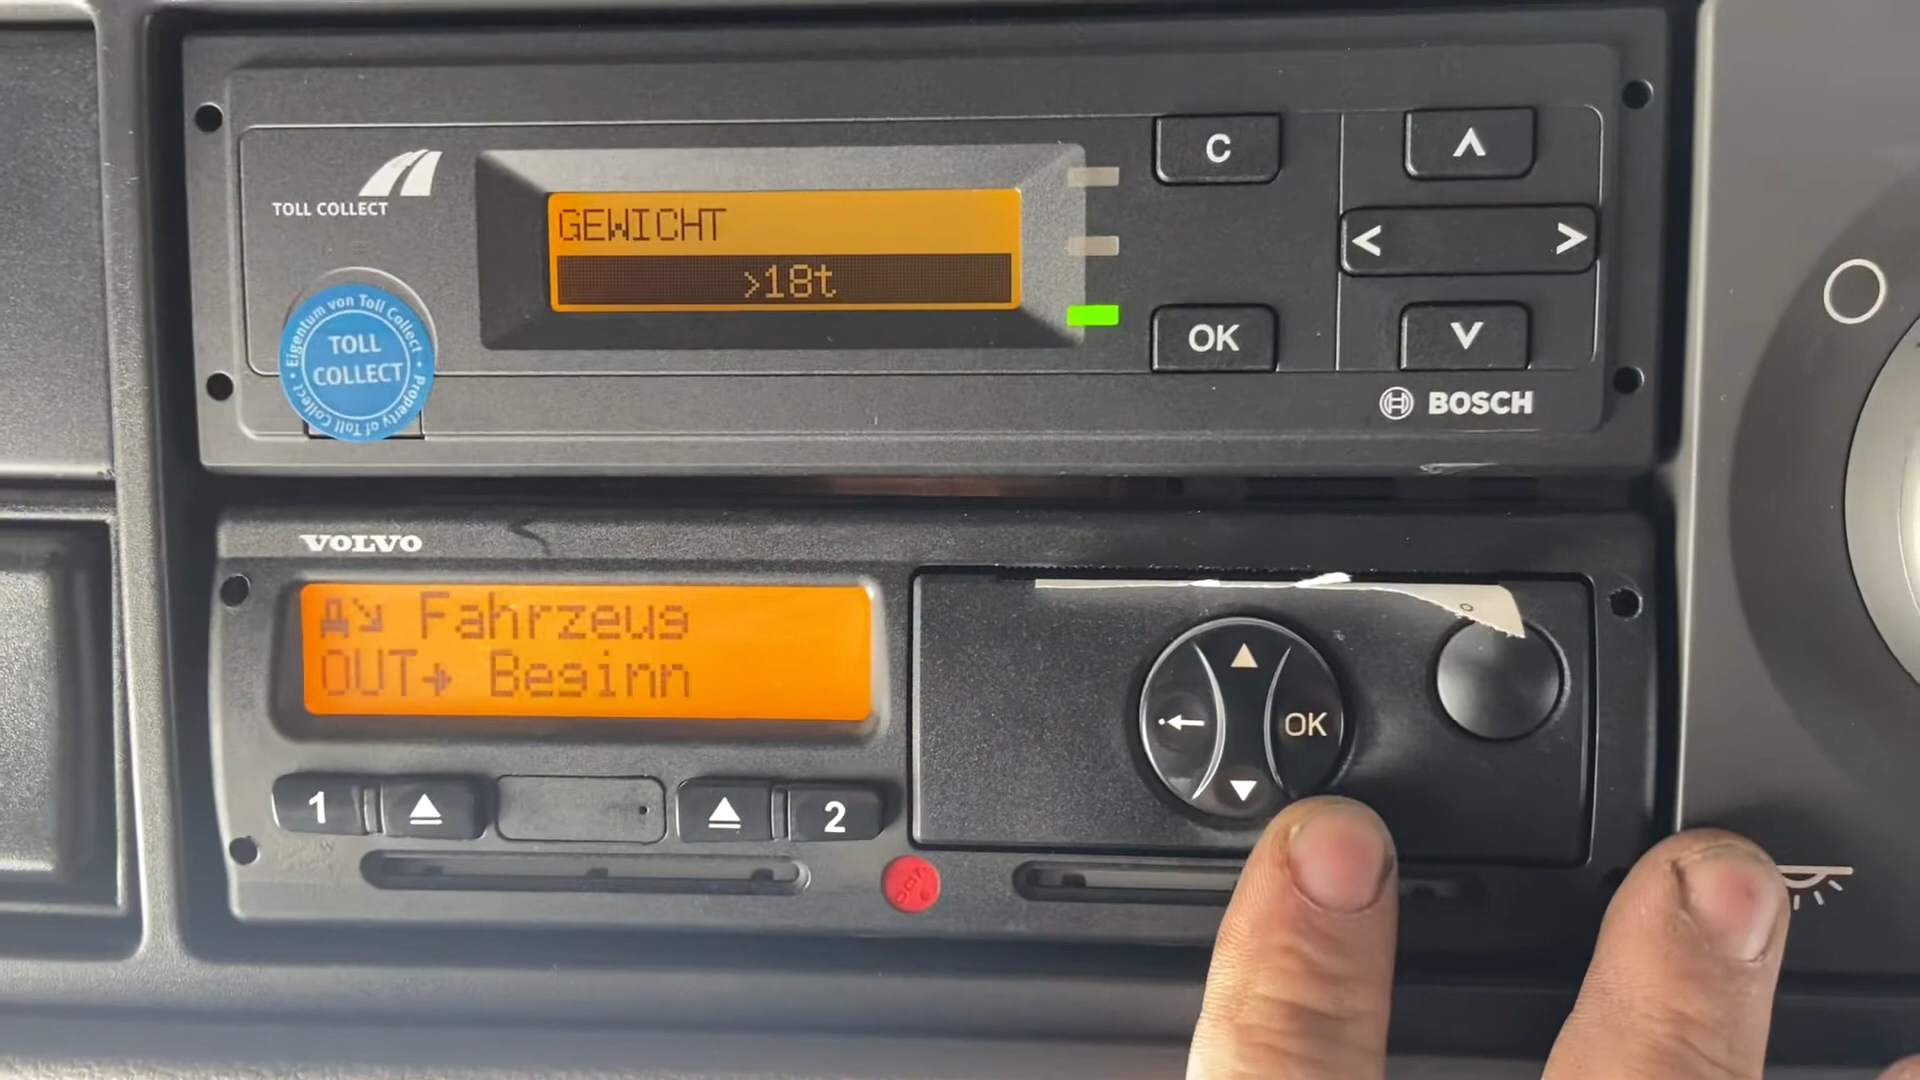 TOLL COLLECT
GEWICHT
>18t
C
OK
Eigentum von Toll Collect
TOLL
COLLECT
Property of Toll Collect
BOSCH
VOLVO
Fahrzeug
OUT→ Beginn
OK
1
2